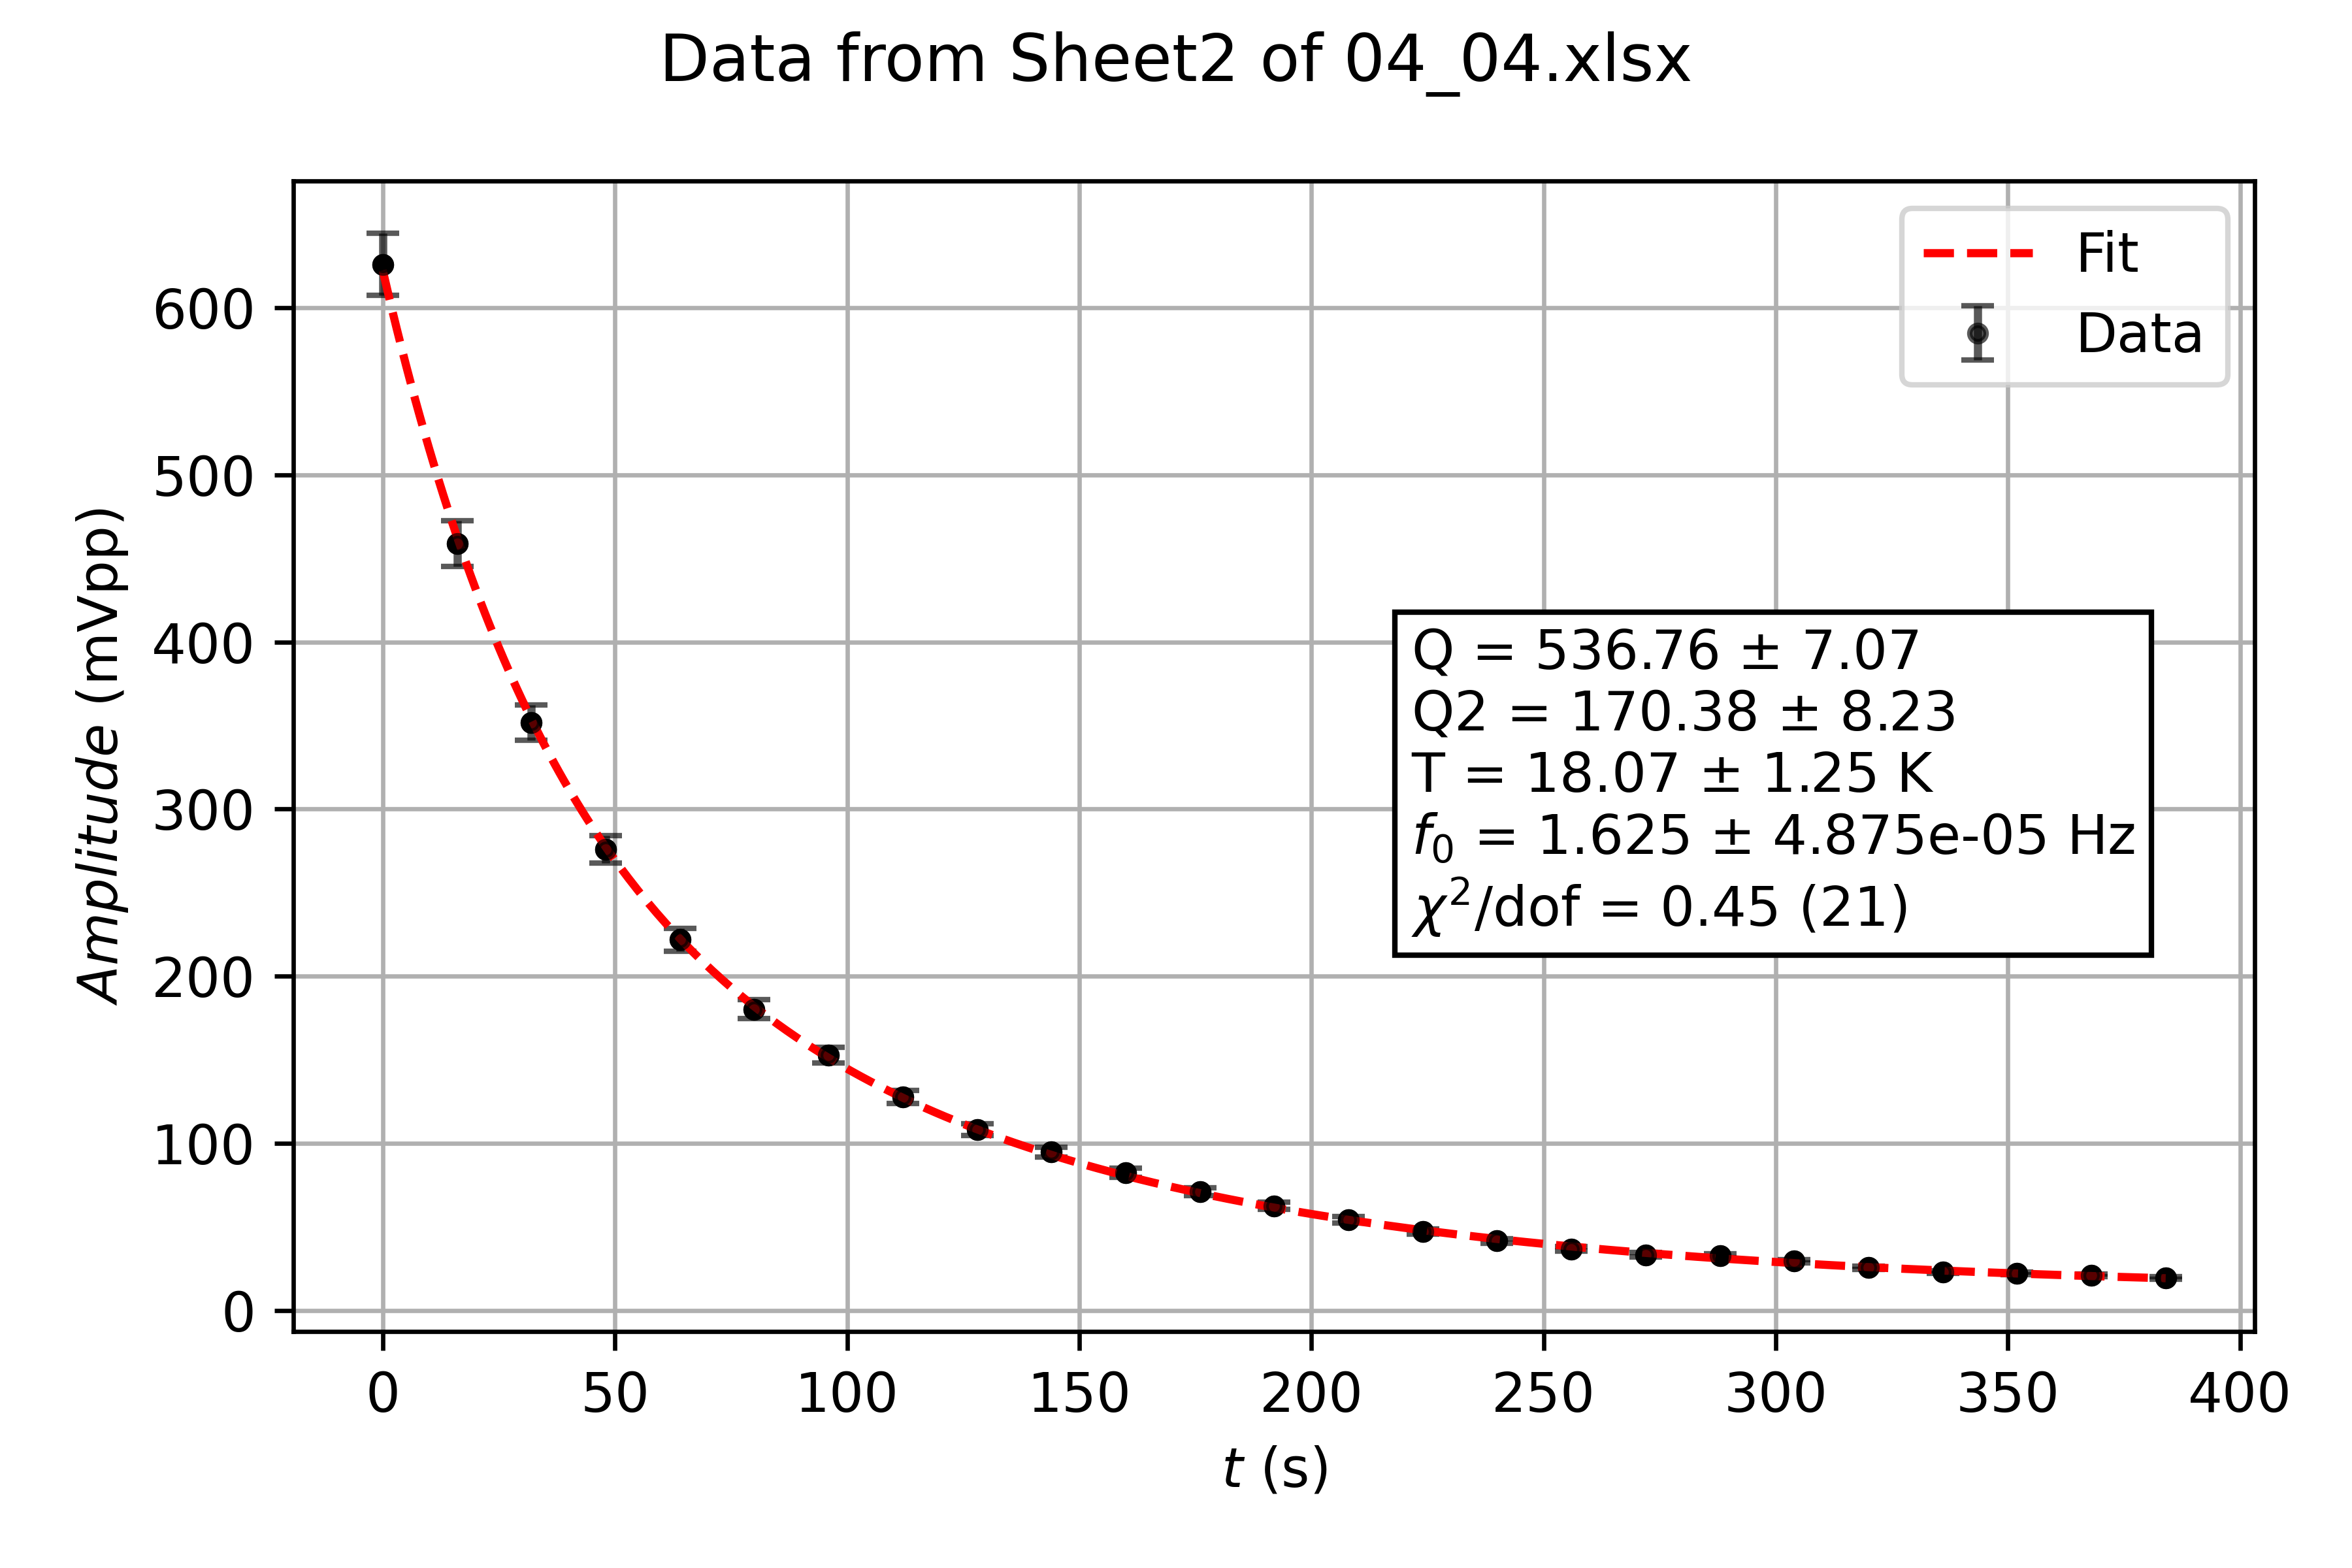 Data from Sheet2 of 04_04.xlsx
Amplitude (mVpp)
600
500
400
300
200
100
0
Fit
Data
Q = 536.76 ± 7.07
Q2 = 170.38 ± 8.23
T = 18.07 ± 1.25 K
f₀ = 1.625 ± 4.875e-05 Hz
χ²/dof = 0.45 (21)
0 50 100 150 200 250 300 350 400
t (s)